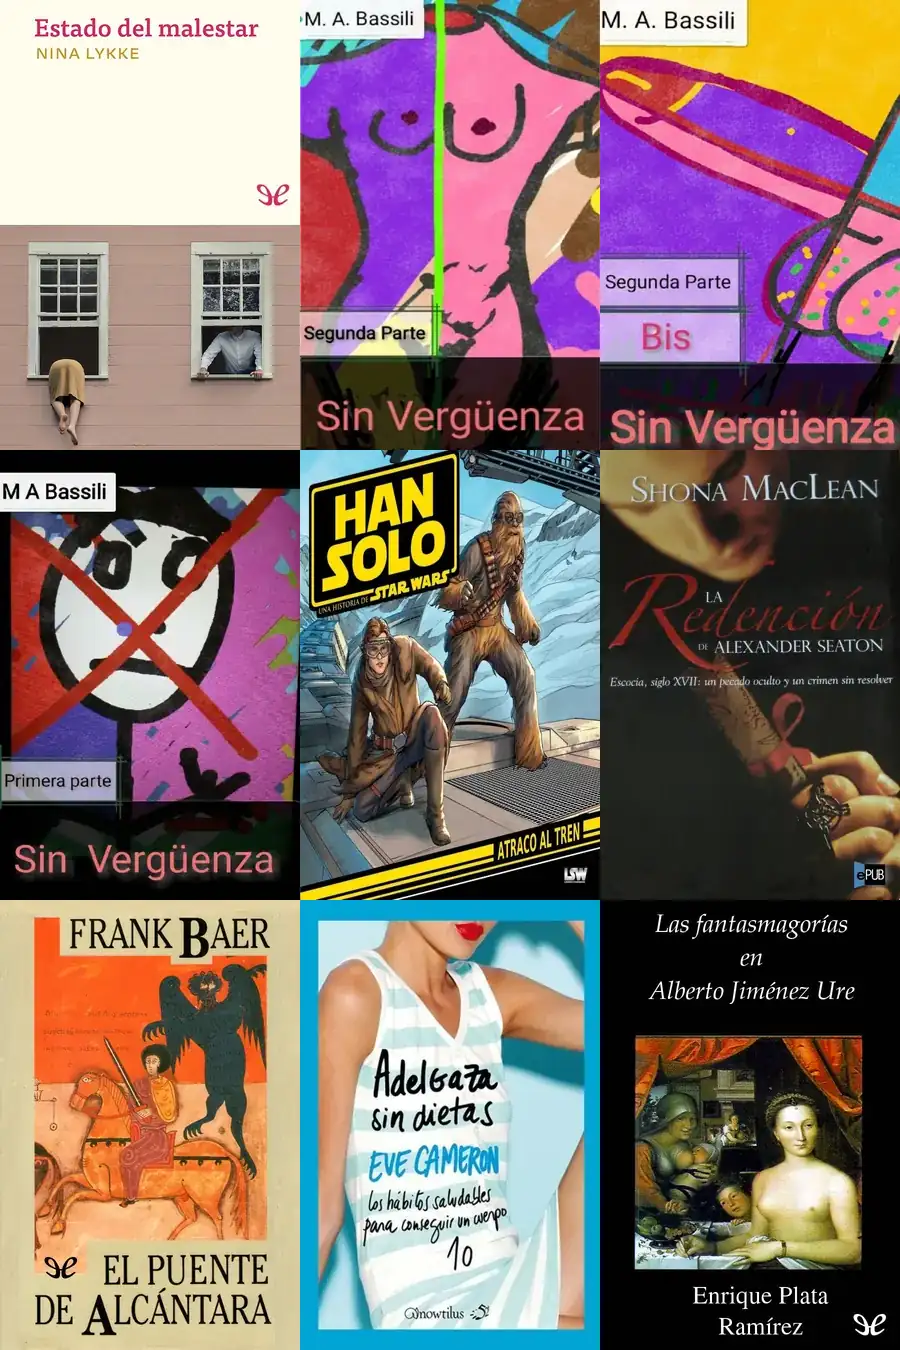 Estado del malestar
NINA LYKKE
M. A. Bassili
Segunda Parte
Sin Vergüenza
M. A. Bassili
Segunda Parte
Bis
Sin Vergüenza
M A Bassili
Primera parte
Sin Vergüenza
HAN
SOLO
UNA HISTORIA DE STAR WARS
ATRACO AL TREN
LSW
SHONA MACLEAN
LA
Redención
DE ALEXANDER SEATON
Escocia, siglo XVII: un pecado oculto y un crimen sin resolver
ePUB
FRANK BAER
EL PUENTE
DE ALCÁNTARA
Adelgaza
sin dietas
EVE CAMERON
los hábitos saludables
para conseguir un cuerpo
10
nowtilus
Las fantasmagorías
en
Alberto Jiménez Ure
Enrique Plata
Ramírez